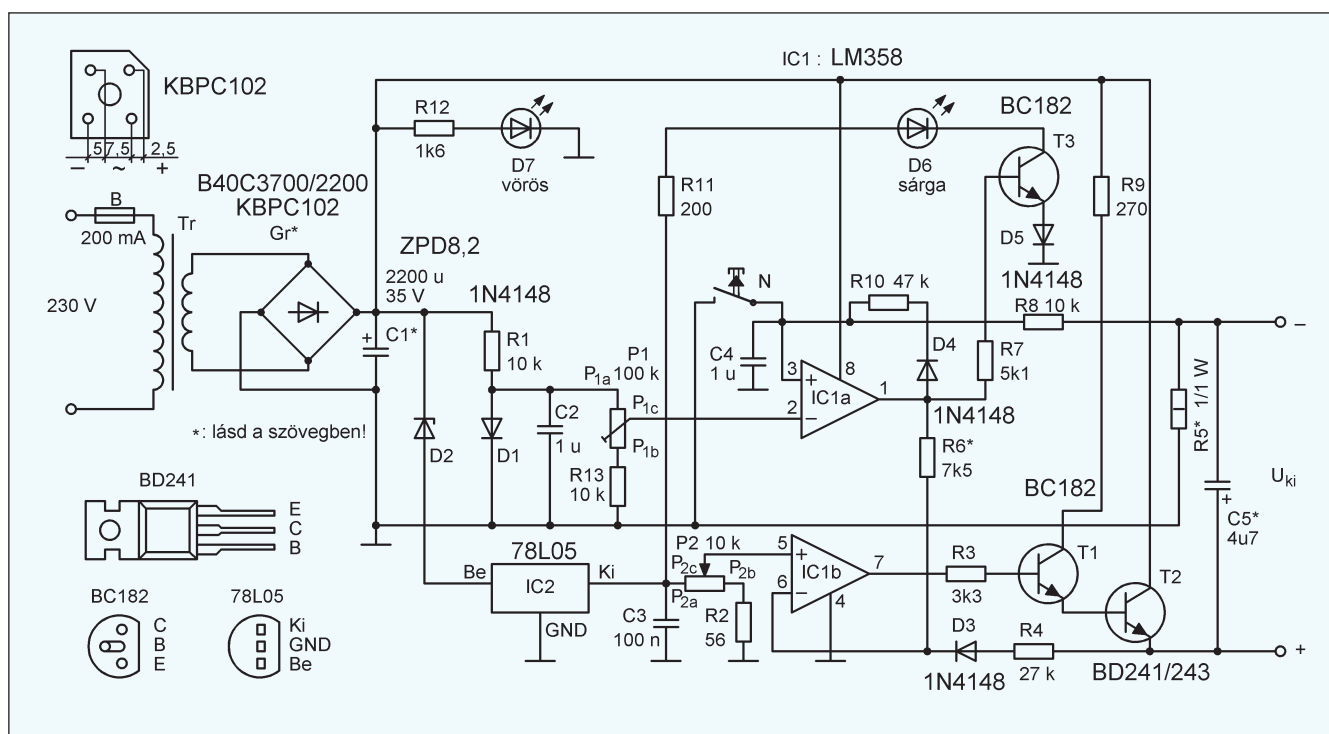 IC1 : LM358
KBPC102
,5
7,5
2,5
−
~
+
R12
1k6
D7
vörös
D6
sárga
BC182
T3
R11
200
R9
270
D5
1N4148
B40C3700/2200
KBPC102
Gr*
B
200 mA
Tr
230 V
ZPD8,2
2200 u
35 V
+
C1*
1N4148
R1
10 k
N
R10 47 k
R8 10 k
−
C4
1 u
D4
R7
5k1
P1
100 k
P1a
P1c
P1b
3
+
2
−
8
1
IC1a
1N4148
R5* 1/1 W
*: lásd a szövegben!
D2
D1
C2
1 u
R13
10 k
R6*
7k5
BD241
E
C
B
BC182
Uki
+
C5*
4u7
78L05
Be
IC2
Ki
GND
P2 10 k
P2c
P2b
P2a
5
+
6
−
7
4
IC1b
R3
3k3
T1
T2
C3
100 n
R2
56
D3
1N4148
R4
27 k
+
BD241/243
BC182
C
B
E
78L05
Ki
GND
Be